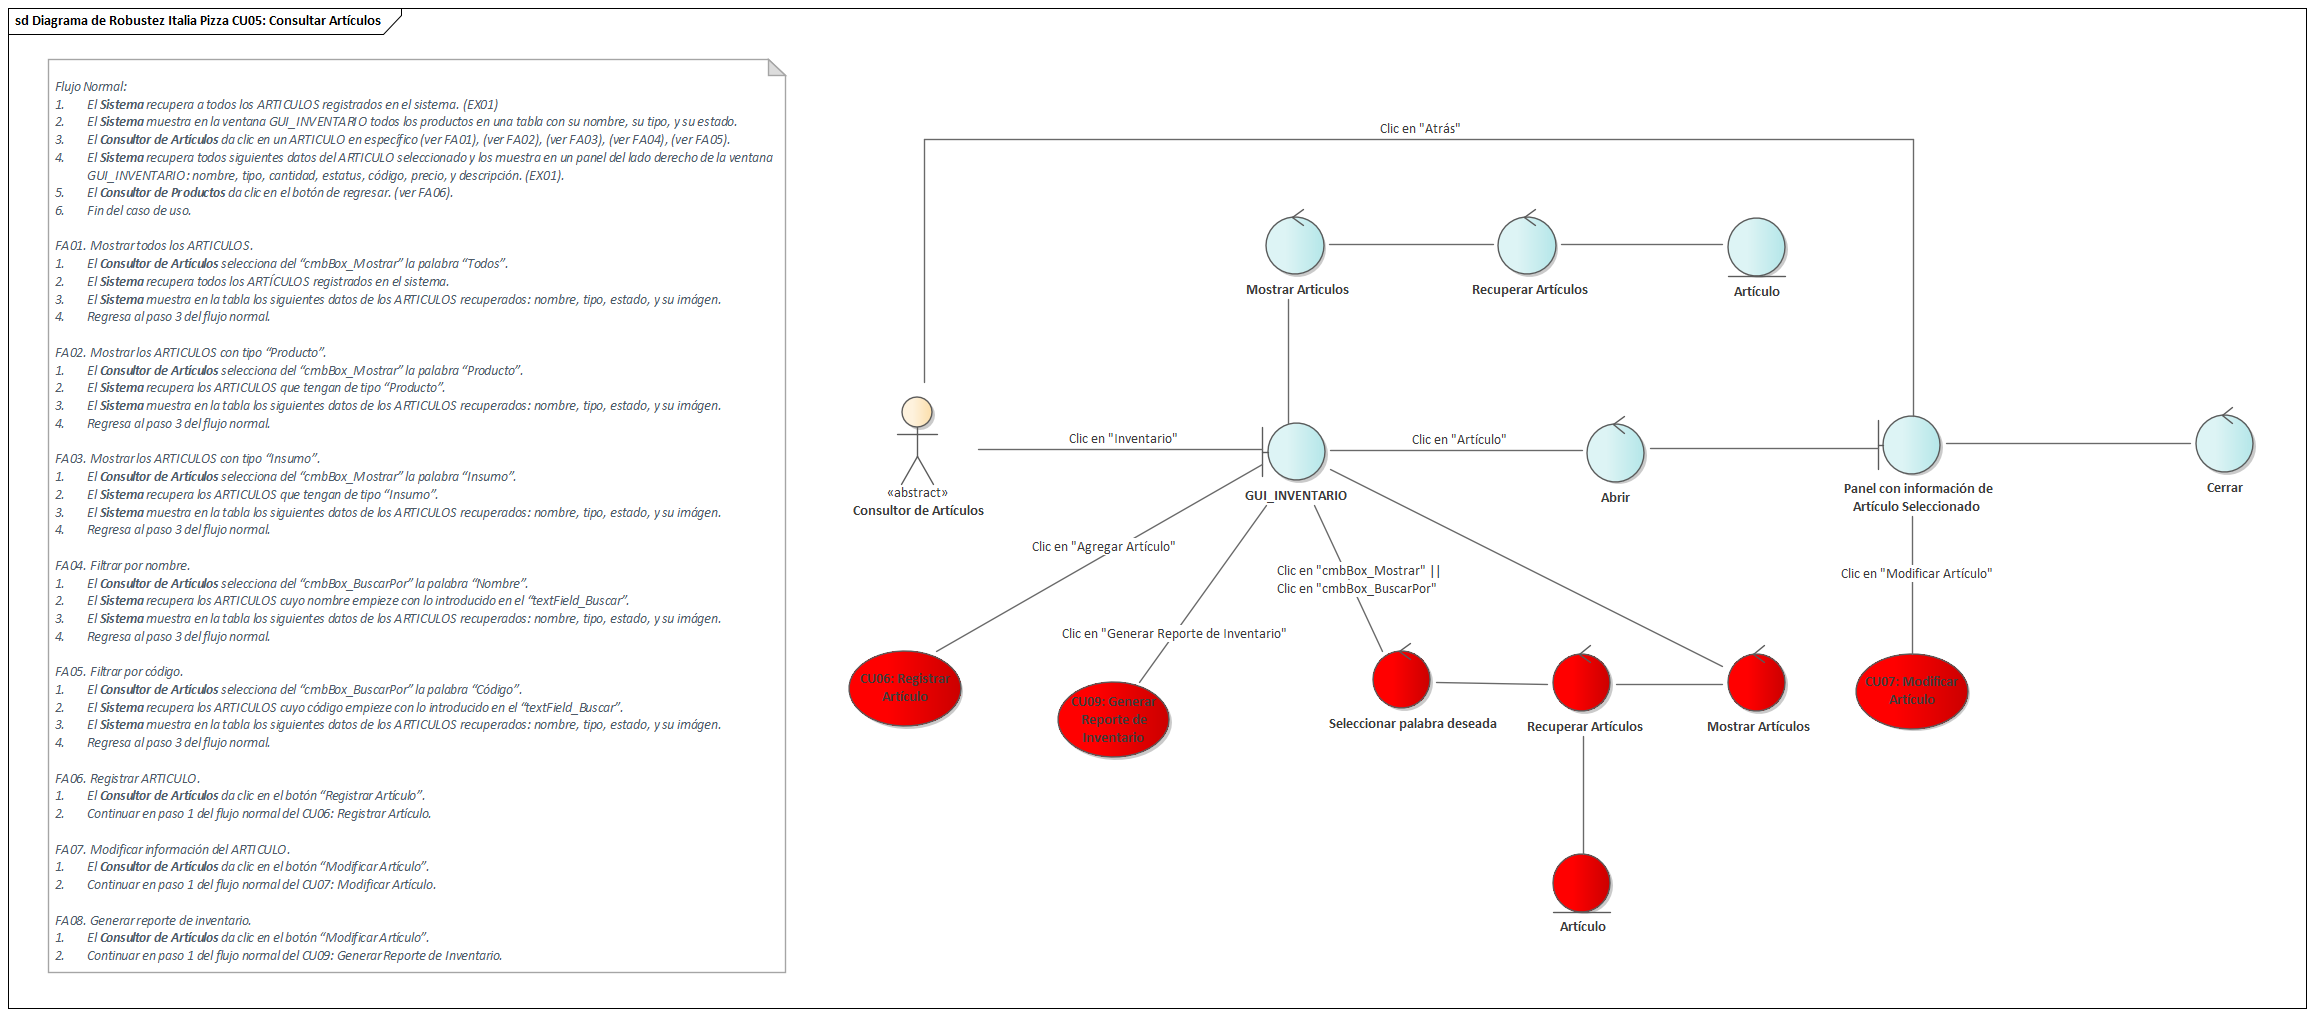 sd Diagrama de Robustez Italia Pizza CU05: Consultar Artículos
Flujo Normal:
1. El Sistema recupera a todos los ARTICULOS registrados en el sistema. (EX01)
2. El Sistema muestra en la ventana GUI_INVENTARIO todos los productos en una tabla con su nombre, su tipo, y su estado.
3. El Consultor de Artículos da clic en un ARTICULO en específico (ver FA01), (ver FA02), (ver FA03), (ver FA04), (ver FA05).
4. El Sistema recupera todos siguientes datos del ARTICULO seleccionado y los muestra en un panel del lado derecho de la ventana
GUI_INVENTARIO: nombre, tipo, cantidad, estatus, código, precio, y descripción. (EX01).
5. El Consultor de Productos da clic en el botón de regresar. (ver FA06).
6. Fin del caso de uso.
FA01. Mostrar todos los ARTICULOS.
1. El Consultor de Artículos selecciona del “cmbBox_Mostrar” la palabra “Todos”.
2. El Sistema recupera todos los ARTÍCULOS registrados en el sistema.
3. El Sistema muestra en la tabla los siguientes datos de los ARTICULOS recuperados: nombre, tipo, estado, y su imágen.
4. Regresa al paso 3 del flujo normal.
FA02. Mostrar los ARTICULOS con tipo “Producto”.
1. El Consultor de Artículos selecciona del “cmbBox_Mostrar” la palabra “Producto”.
2. El Sistema recupera los ARTICULOS que tengan de tipo “Producto”.
3. El Sistema muestra en la tabla los siguientes datos de los ARTICULOS recuperados: nombre, tipo, estado, y su imágen.
4. Regresa al paso 3 del flujo normal.
FA03. Mostrar los ARTICULOS con tipo “Insumo”.
1. El Consultor de Artículos selecciona del “cmbBox_Mostrar” la palabra “Insumo”.
2. El Sistema recupera los ARTICULOS que tengan de tipo “Insumo”.
3. El Sistema muestra en la tabla los siguientes datos de los ARTICULOS recuperados: nombre, tipo, estado, y su imágen.
4. Regresa al paso 3 del flujo normal.
FA04. Filtrar por nombre.
1. El Consultor de Artículos selecciona del “cmbBox_BuscarPor” la palabra “Nombre”.
2. El Sistema recupera los ARTICULOS cuyo nombre empieze con lo introducido en el “textField_Buscar”.
3. El Sistema muestra en la tabla los siguientes datos de los ARTICULOS recuperados: nombre, tipo, estado, y su imágen.
4. Regresa al paso 3 del flujo normal.
FA05. Filtrar por código.
1. El Consultor de Artículos selecciona del “cmbBox_BuscarPor” la palabra “Código”.
2. El Sistema recupera los ARTICULOS cuyo código empieze con lo introducido en el “textField_Buscar”.
3. El Sistema muestra en la tabla los siguientes datos de los ARTICULOS recuperados: nombre, tipo, estado, y su imágen.
4. Regresa al paso 3 del flujo normal.
FA06. Registrar ARTICULO.
1. El Consultor de Artículos da clic en el botón “Registrar Artículo”.
2. Continuar en paso 1 del flujo normal del CU06: Registrar Artículo.
FA07. Modificar información del ARTICULO.
1. El Consultor de Artículos da clic en el botón “Modificar Artículo”.
2. Continuar en paso 1 del flujo normal del CU07: Modificar Artículo.
FA08. Generar reporte de inventario.
1. El Consultor de Artículos da clic en el botón “Modificar Artículo”.
2. Continuar en paso 1 del flujo normal del CU09: Generar Reporte de Inventario.
Clic en "Atrás"
Mostrar Articulos
Recuperar Artículos
Artículo
Clic en "Inventario"
Clic en "Artículo"
«abstract»
Consultor de Artículos
GUI_INVENTARIO
Abrir
Panel con información de
Artículo Seleccionado
Cerrar
Clic en "Agregar Artículo"
Clic en "cmbBox_Mostrar" ||
Clic en "cmbBox_BuscarPor"
Clic en "Modificar Artículo"
Clic en "Generar Reporte de Inventario"
CU06: Registrar
Artículo
CU09: Generar
Reporte de
Inventario
Seleccionar palabra deseada
Recuperar Artículos
Mostrar Artículos
CU07: Modificar
Artículo
Artículo